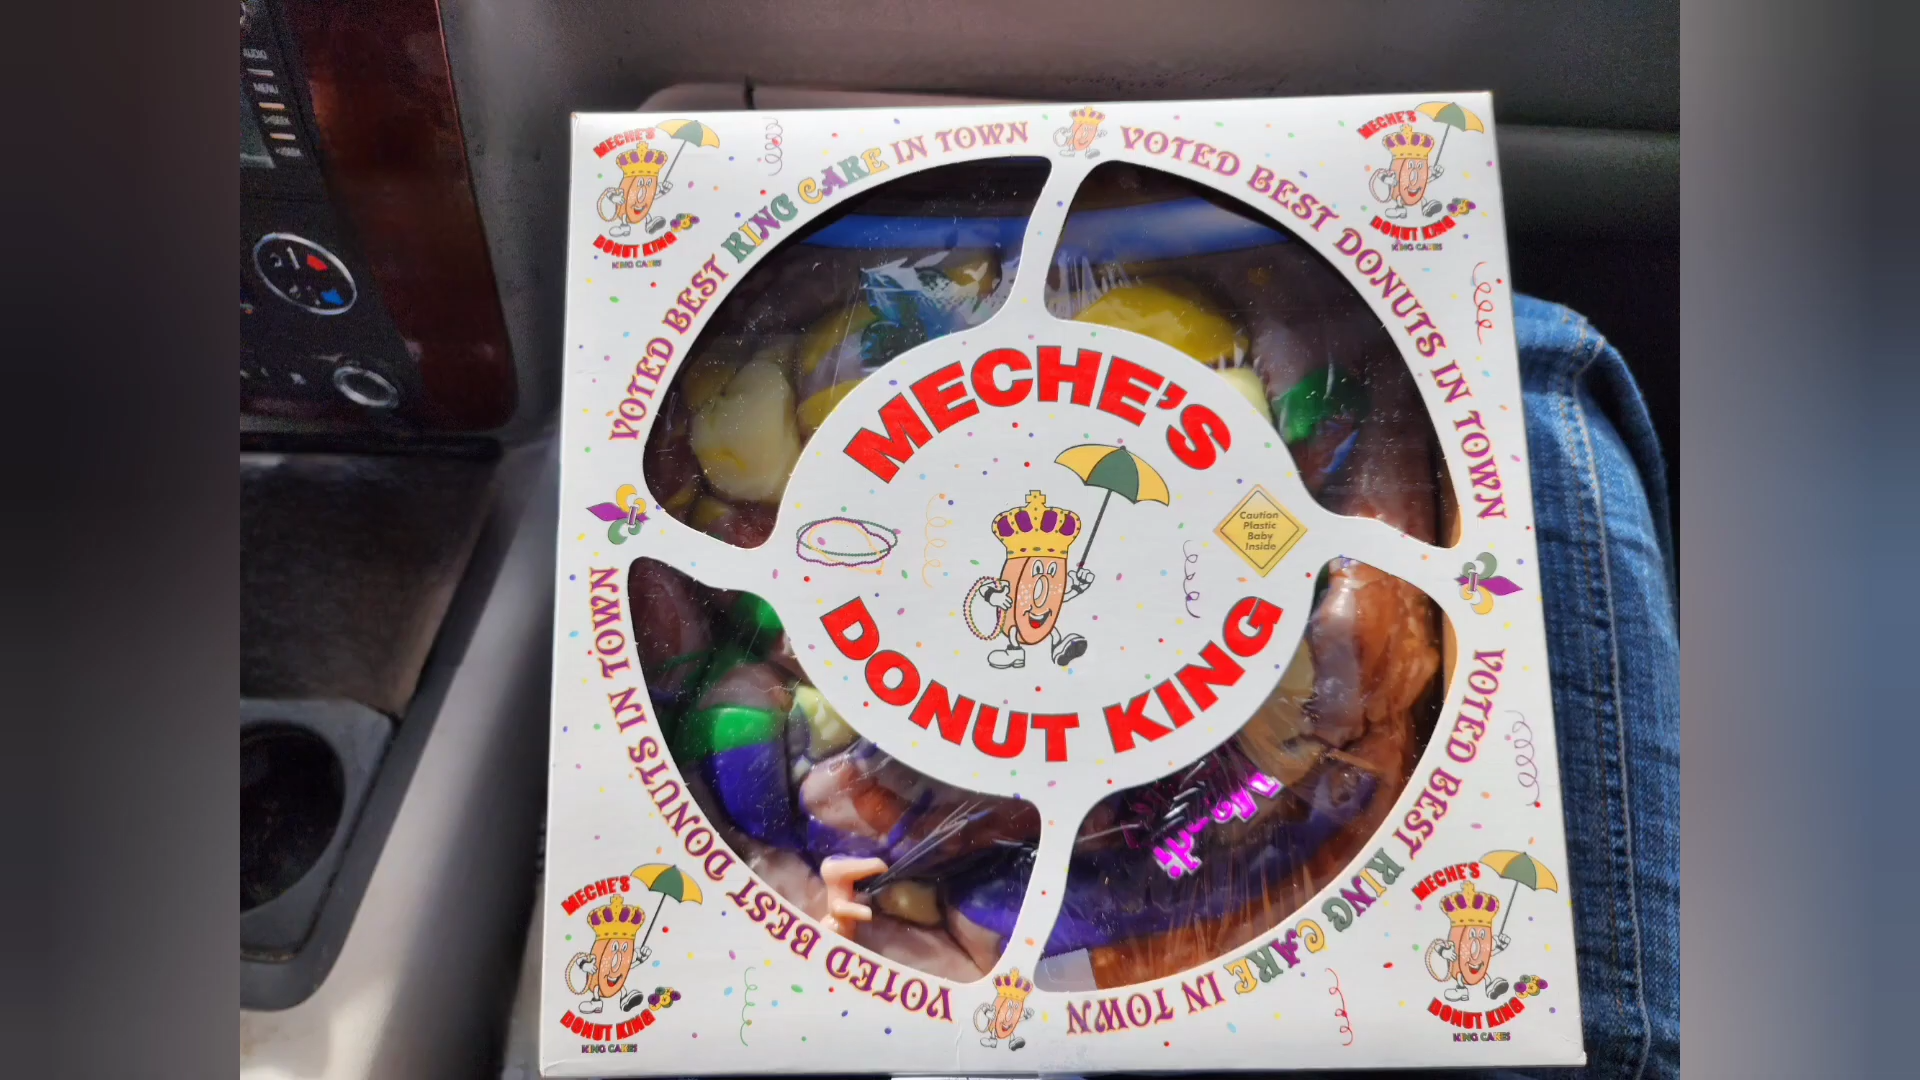 AUDIO
MENU
MECHE'S
DONUT KING
KING CAKES
VOTED BEST KING CAKE IN TOWN
VOTED BEST DONUTS IN TOWN
MECHE'S
DONUT KING
KING CAKES
MECHE'S
Caution
Plastic
Baby
Inside
DONUT KING
VOTED BEST DONUTS IN TOWN
VOTED BEST KING CAKE IN TOWN
MECHE'S
DONUT KING
KING CAKES
MECHE'S
DONUT KING
KING CAKES